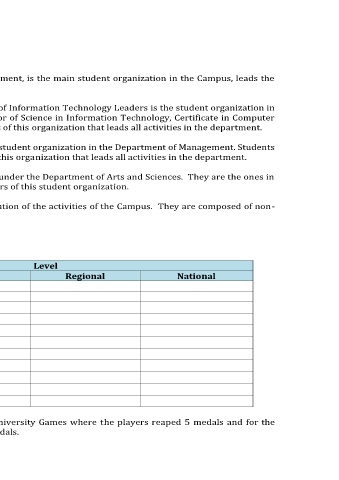 ment, is the main student organization in the Campus, leads the
of Information Technology Leaders is the student organization in
or of Science in Information Technology, Certificate in Computer
s of this organization that leads all activities in the department.
student organization in the Department of Management. Students
this organization that leads all activities in the department.
under the Department of Arts and Sciences. They are the ones in
rs of this student organization.
ution of the activities of the Campus. They are composed of non-
Level
Regional National
niversity Games where the players reaped 5 medals and for the
dals.